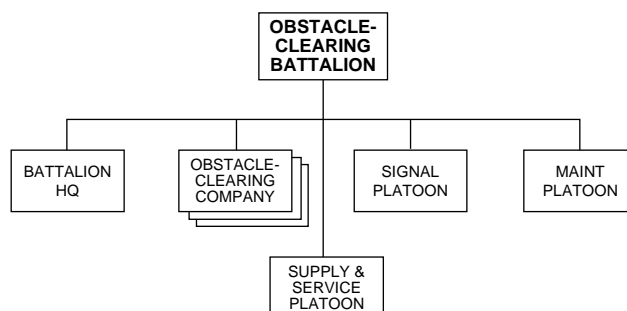 OBSTACLE-
CLEARING
BATTALION
BATTALION
HQ
OBSTACLE-
CLEARING
COMPANY
SIGNAL
PLATOON
MAINT
PLATOON
SUPPLY &
SERVICE
PLATOON